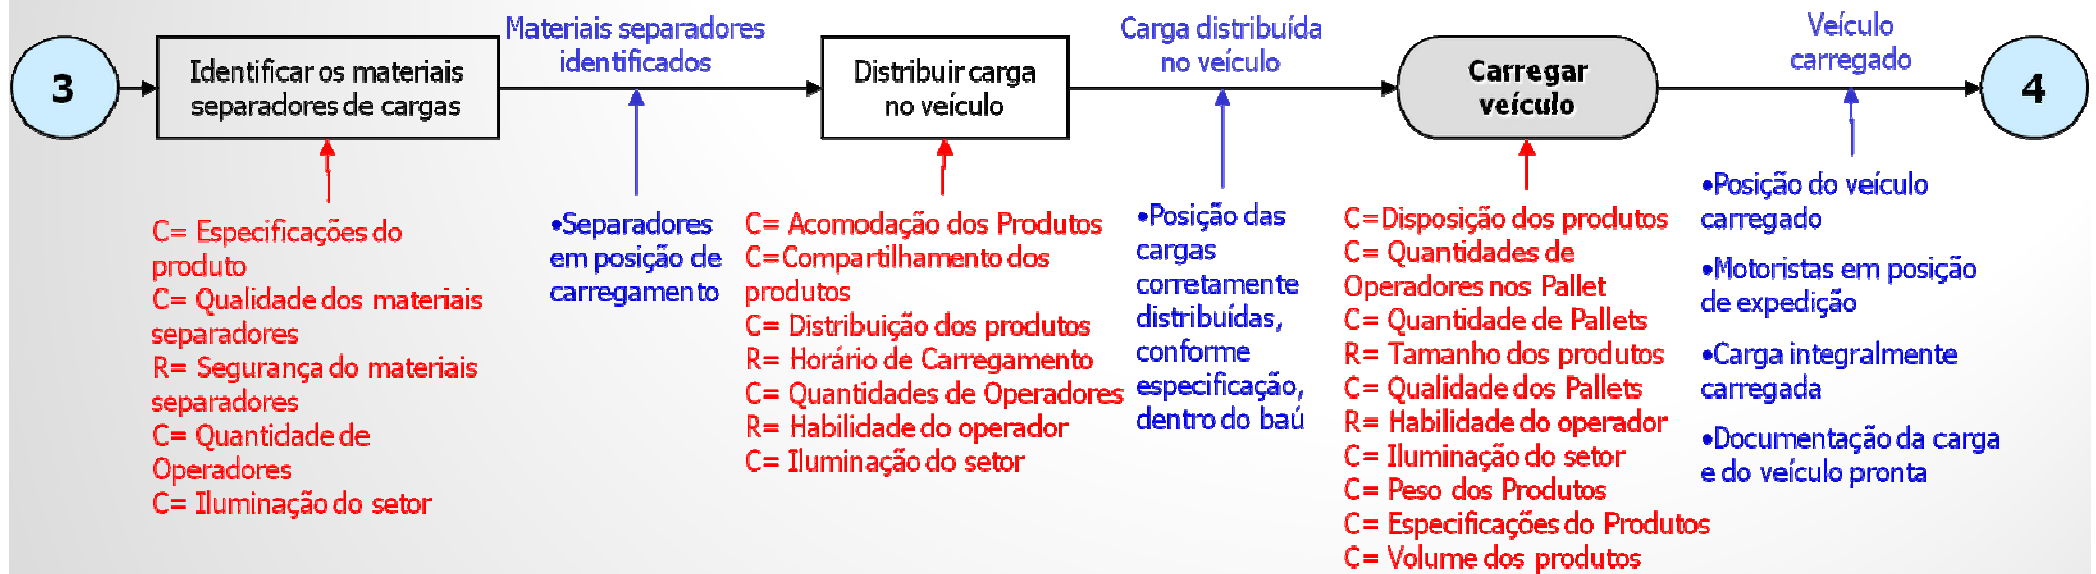 3
Identificar os materiais
separadores de cargas
Materiais separadores
identificados
Distribuir carga
no veículo
Carga distribuída
no veículo
Carregar
veículo
Veículo
carregado
4
C= Especificações do
produto
C= Qualidade dos materiais
separadores
R= Segurança do materiais
separadores
C= Quantidade de
Operadores
C= Iluminação do setor
•Separadores
em posição de
carregamento
C= Acomodação dos Produtos
C=Compartilhamento dos
produtos
C= Distribuição dos produtos
R= Horário de Carregamento
C= Quantidades de Operadores
R= Habilidade do operador
C= Iluminação do setor
•Posição das
cargas
corretamente
distribuídas,
conforme
especificação,
dentro do baú
C=Disposição dos produtos
C= Quantidades de
Operadores nos Pallet
C= Quantidade de Pallets
R= Tamanho dos produtos
C= Qualidade dos Pallets
R= Habilidade do operador
C= Iluminação do setor
C= Peso dos Produtos
C= Especificações do Produtos
C= Volume dos produtos
•Posição do veículo
carregado
•Motoristas em posição
de expedição
•Carga integralmente
carregada
•Documentação da carga
e do veículo pronta